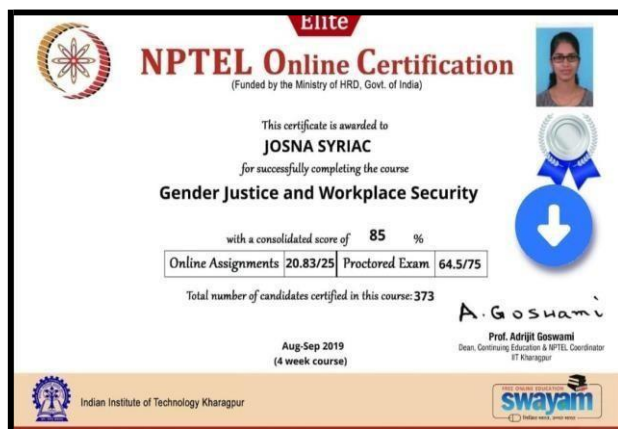 Elite
NPTEL Online Certification
(Funded by the Ministry of HRD, Govt. of India)
This certificate is awarded to
JOSNA SYRIAC
for successfully completing the course
Gender Justice and Workplace Security
with a consolidated score of 85 %
Online Assignments 20.83/25 Proctored Exam 64.5/75
Total number of candidates certified in this course: 373
A. Goswami
Prof. Adrijit Goswami
Dean, Continuing Education & NPTEL Coordinator
IIT Kharagpur
Aug-Sep 2019
(4 week course)
Indian Institute of Technology Kharagpur
FREE ONLINE EDUCATION
swayam